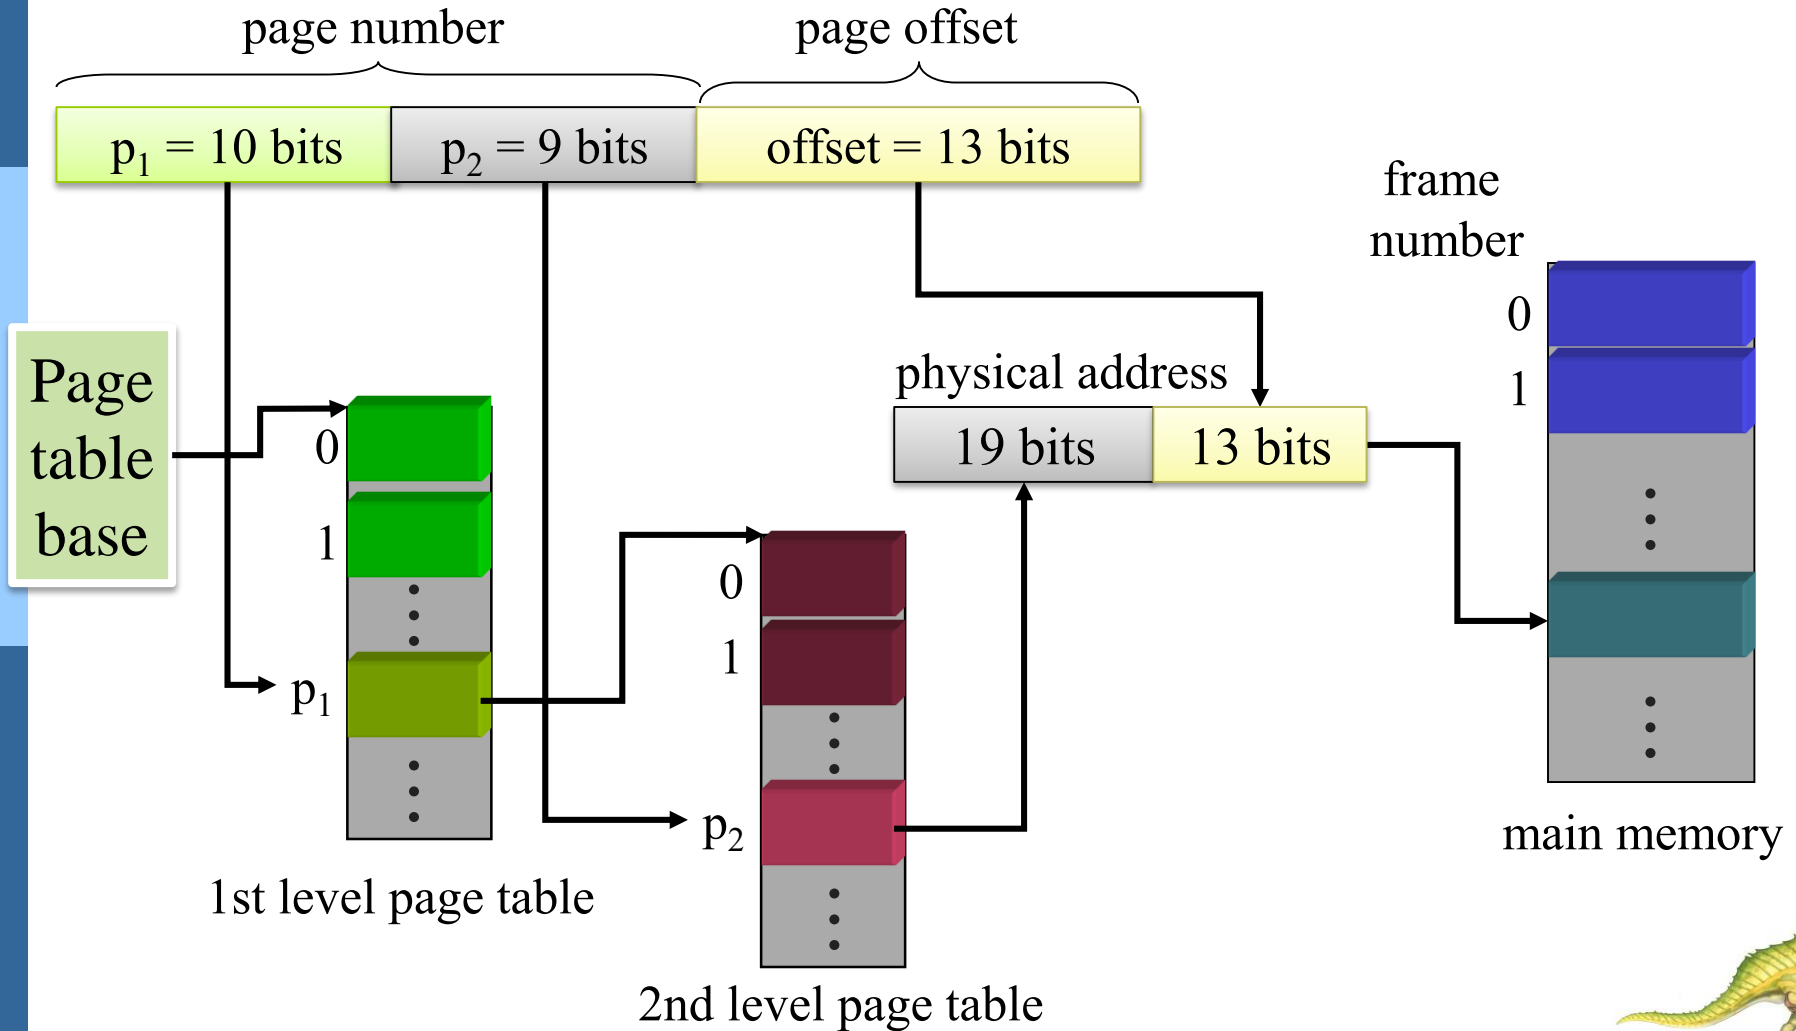 page number
page offset
p₁ = 10 bits
p₂ = 9 bits
offset = 13 bits
frame
number
0
1
Page
table
base
physical address
19 bits
13 bits
0
1
p₁
0
1
p₂
main memory
1st level page table
2nd level page table